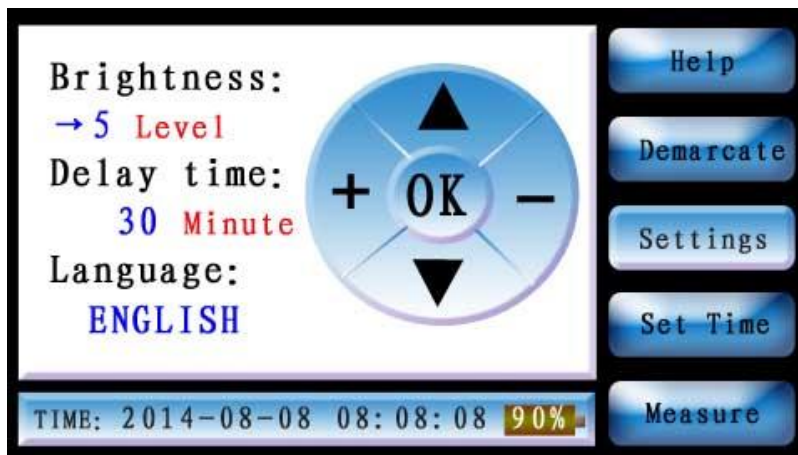 Brightness:
→5 Level
Delay time:
30 Minute
Language:
ENGLISH
+ OK −
Help
Demarcate
Settings
Set Time
Measure
TIME: 2014-08-08 08:08:08 90%